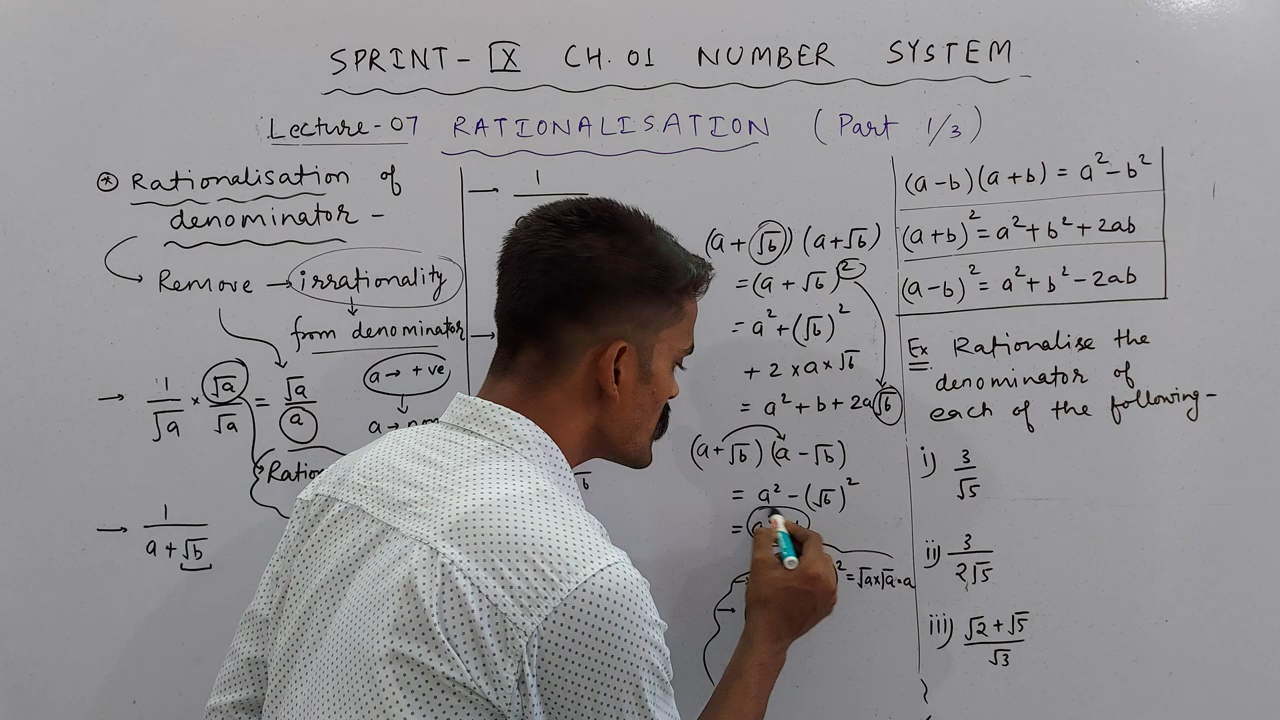 SPRINT-IX CH.01 NUMBER SYSTEM
Lecture-07 RATIONALISATION (Part 1/3)
* Rationalisation of
denominator -
Remove → irrationality
from denominator
→ 1/√a × √a/√a = √a/a
a → +ve
→ 1/(a+√b)
→ 1
→
(a+√b)(a+√b)
=(a+√b)²
= a²+(√b)²
+ 2×a×√b
= a²+b+2a√b
(a+√b)(a-√b)
= a²-(√b)²
=
²=√a×√a=a
→
(a-b)(a+b) = a²-b²
(a+b)²=a²+b²+2ab
(a-b)²= a²+b²-2ab
Ex Rationalise the
denominator of
each of the following-
i) 3/√5
ii) 3/2√5
iii) (√2+√5)/√3